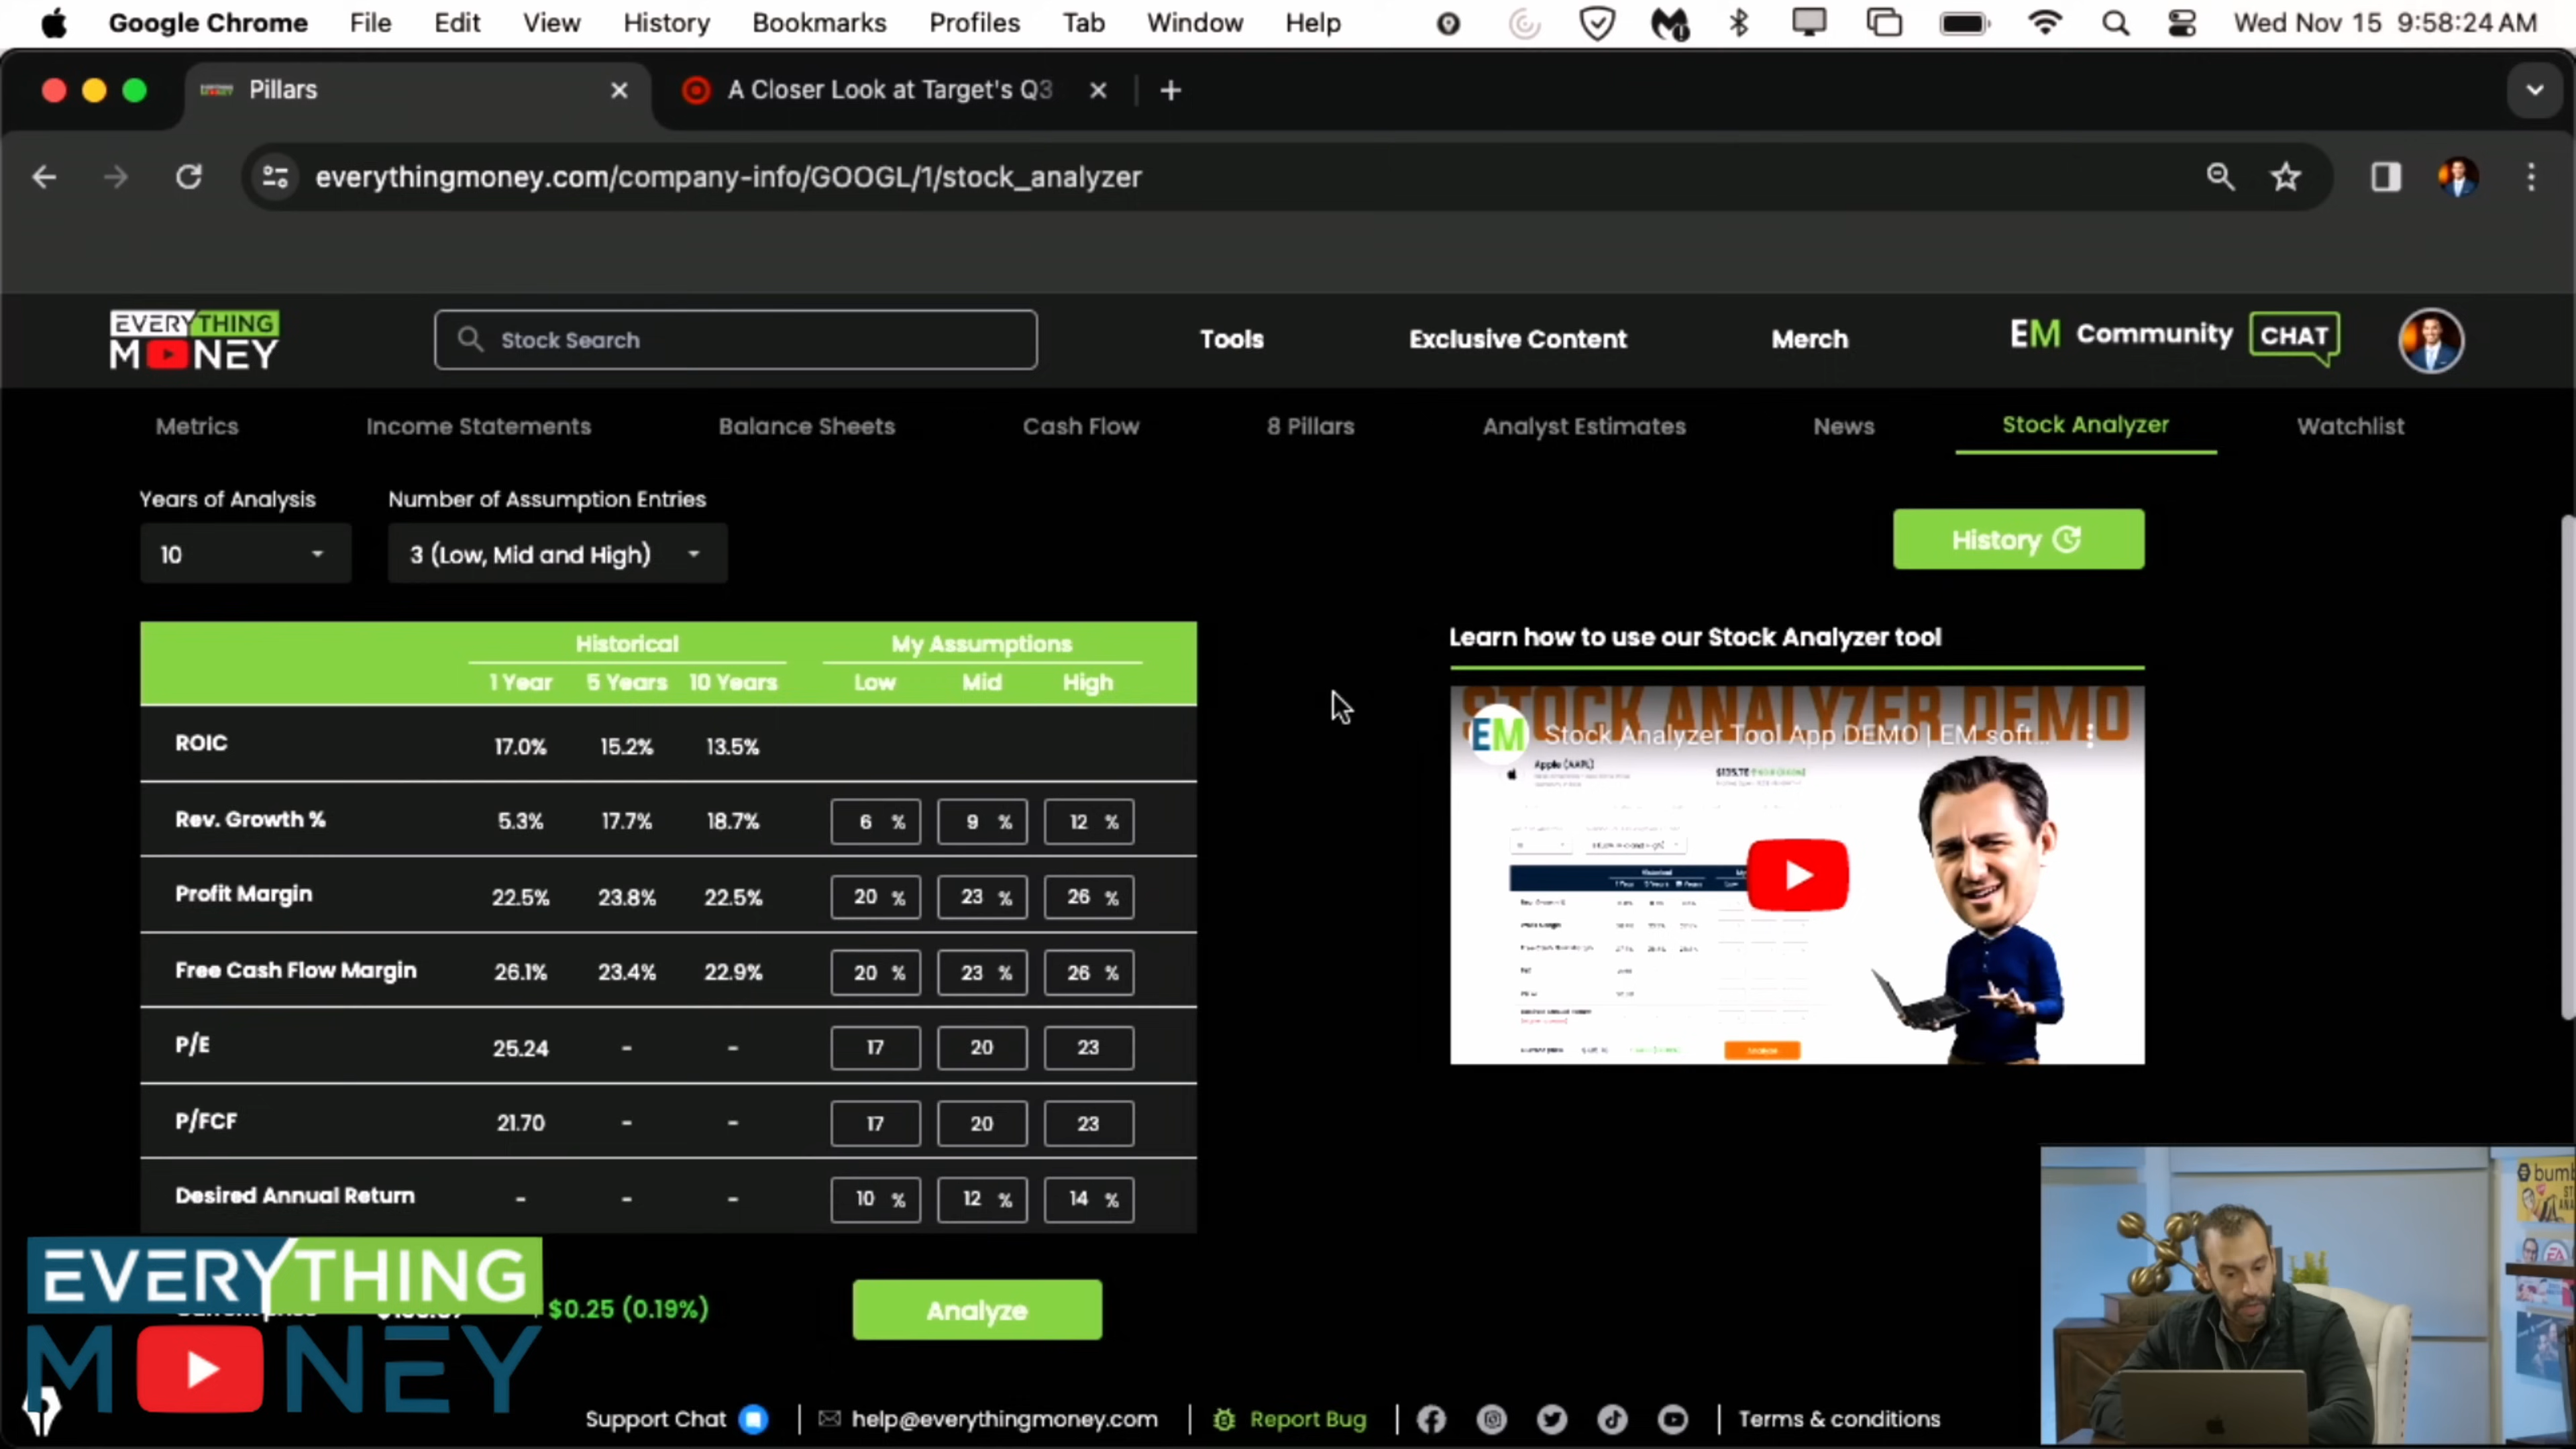 Google Chrome File Edit View History Bookmarks Profiles Tab Window Help Wed Nov 15 9:58:24 AM
Pillars A Closer Look at Target's Q3
everythingmoney.com/company-info/GOOGL/1/stock_analyzer
EVERYTHING
MONEY
Stock Search
Tools Exclusive Content Merch EM Community CHAT
Metrics Income Statements Balance Sheets Cash Flow 8 Pillars Analyst Estimates News Stock Analyzer Watchlist
Years of Analysis Number of Assumption Entries
10 3 (Low, Mid and High) History
Historical My Assumptions
1 Year 5 Years 10 Years Low Mid High
ROIC 17.0% 15.2% 13.5%
Rev. Growth % 5.3% 17.7% 18.7% 6 % 9 % 12 %
Profit Margin 22.5% 23.8% 22.5% 20 % 23 % 26 %
Free Cash Flow Margin 26.1% 23.4% 22.9% 20 % 23 % 26 %
P/E 25.24 - - 17 20 23
P/FCF 21.70 - - 17 20 23
Desired Annual Return - - - 10 % 12 % 14 %
$0.25 (0.19%) Analyze
Learn how to use our Stock Analyzer tool
STOCK ANALYZER DEMO
EM Stock Analyzer Tool App DEMO | EM soft...
Apple (AAPL)
EVERYTHING
MONEY
Support Chat help@everythingmoney.com Report Bug Terms & conditions